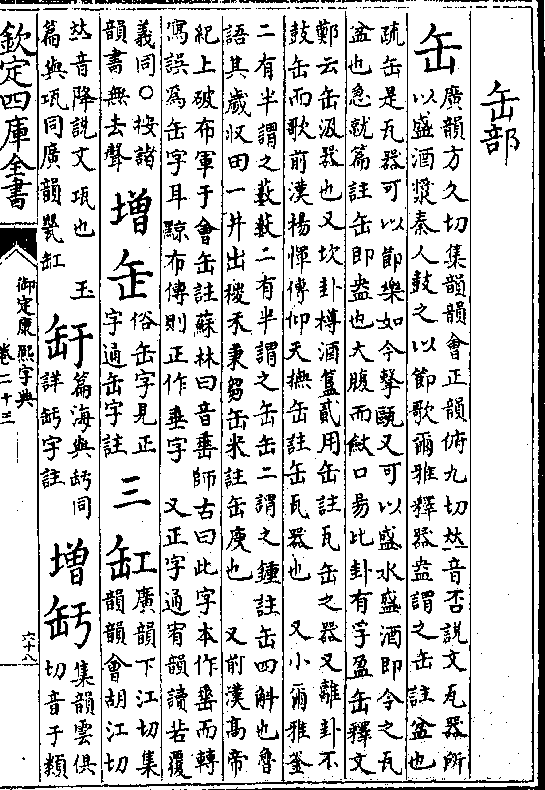 缶部
缶
廣韻方久切集韻韻會正韻俯九切𠀤音否說文瓦器所
以盛酒漿秦人鼓之以節歌爾雅釋器盎謂之缶註盆也
疏缶是瓦器可以節樂如今擊甌又可以盛水盛酒即今之瓦
盆也急就篇註缶即盎也大腹而斂口易比卦有孚盈缶釋文
鄭云缶汲器也又坎卦樽酒簋貳用缶註瓦缶之器又離卦不
鼓缶而歌前漢楊惲傳仰天撫缶註缶瓦器也 又小爾雅釜
二有半謂之藪藪二有半謂之缶缶二謂之鍾註缶四斛也魯
語其歲收田一井出稯禾秉芻缶米註缶庾也 又前漢高帝
紀上破布軍于會缶註蘇林曰音𡍮師古曰此字本作𡍮而轉
寫誤為缶字耳黥布傳則正作𡍮字 又正字通宥韻讀若覆
義同○按諸
韻書無去聲
增
俗缶字見正
字通缶字註
三
缸
廣韻下江切集
韻韻會胡江切
𠀤音降說文瓨也 玉
篇與瓨同廣韻甖缸
篇海與同
詳字註
增
集韻雲俱
切音于類
欽定四庫全書
御定康熙字典
卷二十三
六十八